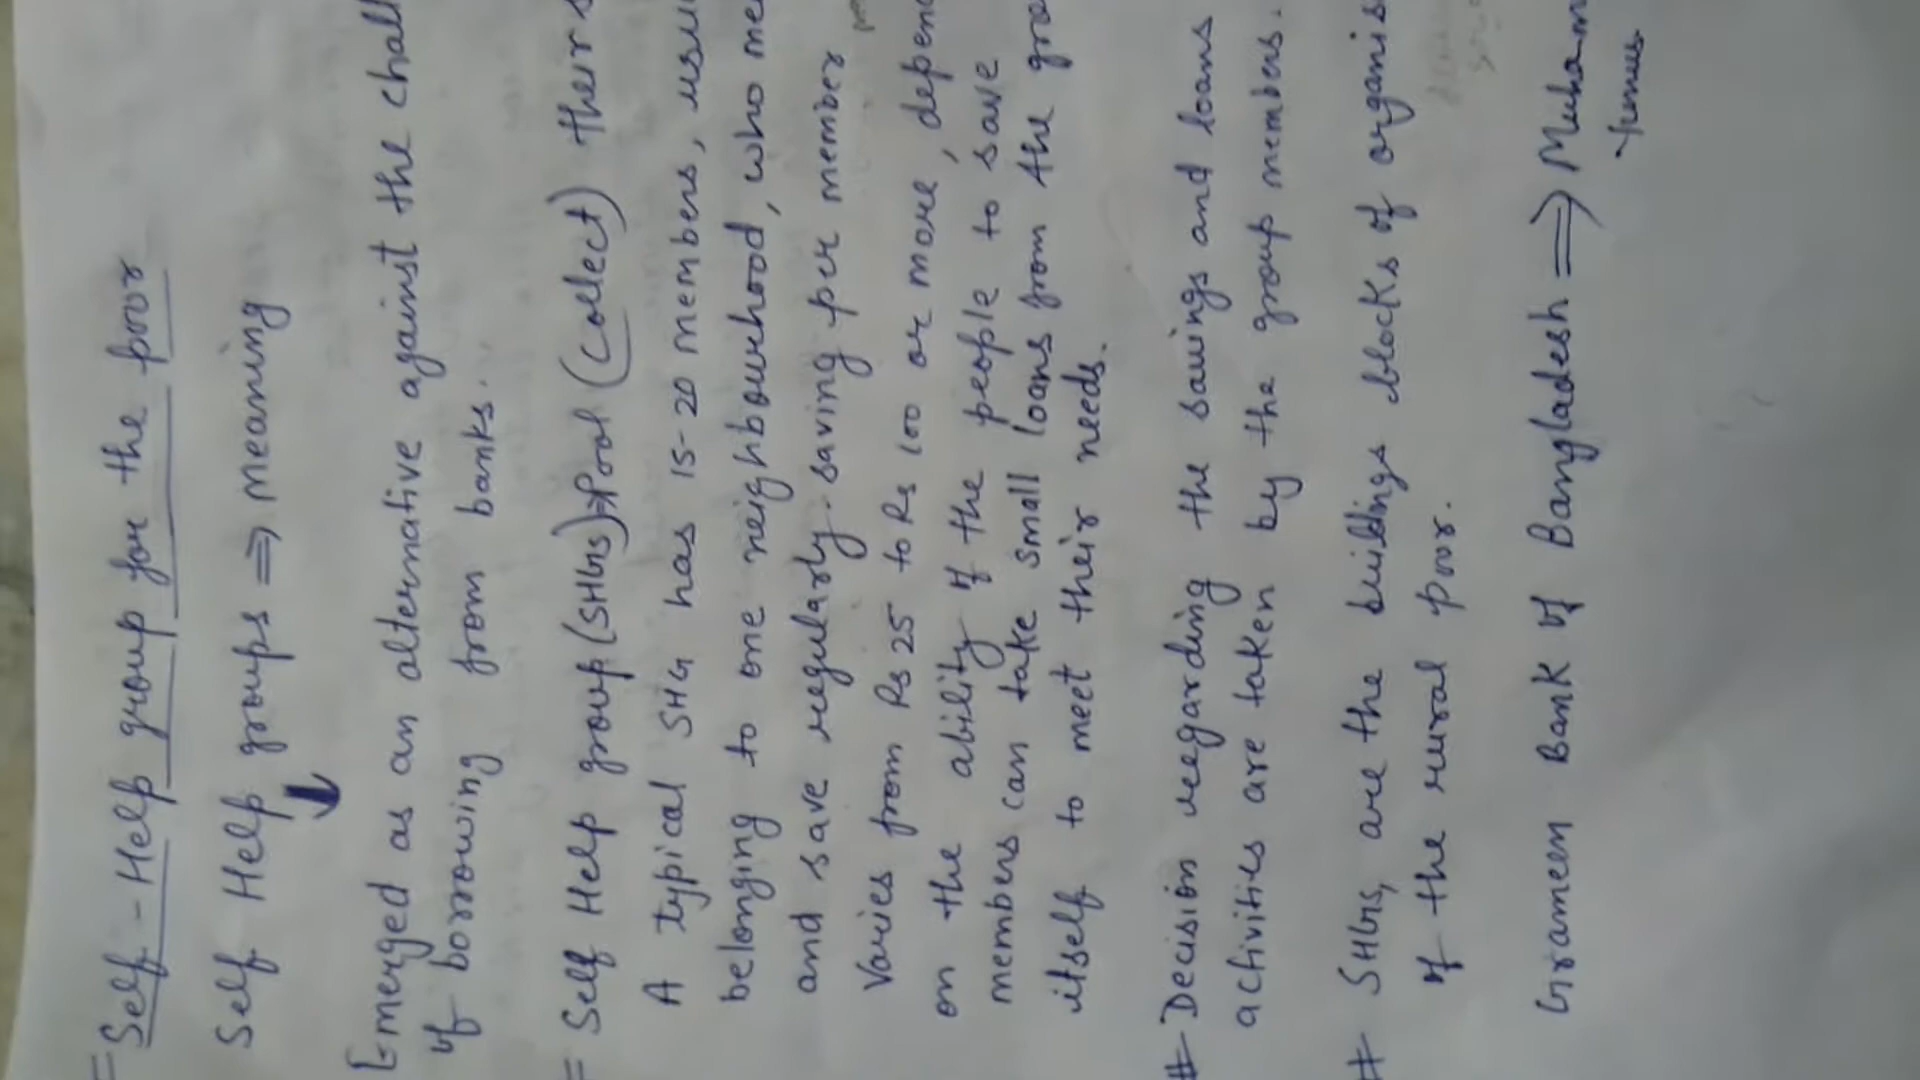 = Self-Help group for the poor
Self Help groups ⇒ meaning
↓
Emerged as an alternative against the chall
of borrowing from banks.
= Self Help group (SHGs)→Pool (Collect) their s
A typical SHG has 15-20 members, usu
belonging to one neighbourhood, who me
and save regularly. saving per member
Varies from Rs 25 to Rs 100 or more, depend
on the ability of the people to save
members can take small loans from the gro
itself to meet their needs.
# Decision regarding the savings and loans
activities are taken by the group members.
# SHGs, are the buildings blocks of organis
of the rural poor.
Grameen Bank of Bangladesh ⇒ Muham
Yunus